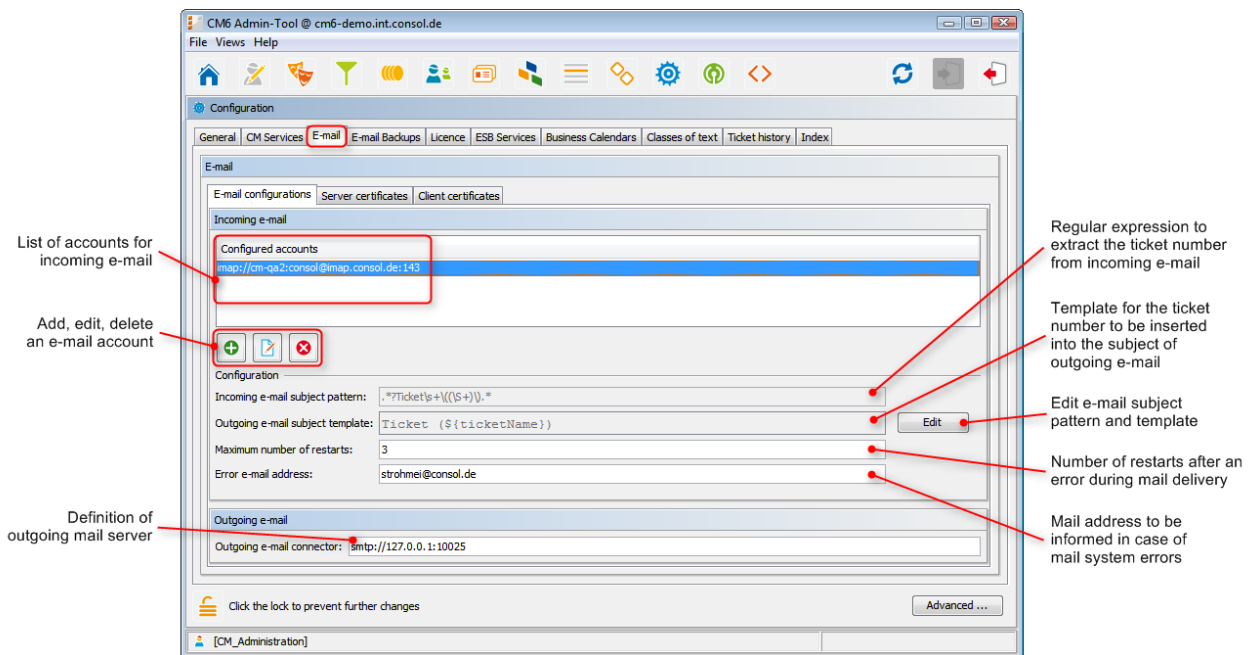 CM6 Admin-Tool @ cm6-demo.int.consol.de
File Views Help
Configuration
General CM Services E-mail E-mail Backups Licence ESB Services Business Calendars Classes of text Ticket history Index
E-mail
E-mail configurations Server certificates Client certificates
Incoming e-mail
Configured accounts
imap://cm-qa2:consol@imap.consol.de:143
List of accounts for
incoming e-mail
Add, edit, delete
an e-mail account
Configuration
Incoming e-mail subject pattern: .*?Ticket\s+\((\S+)\).*
Outgoing e-mail subject template: Ticket (${ticketName})
Edit
Maximum number of restarts: 3
Error e-mail address: strohmei@consol.de
Outgoing e-mail
Outgoing e-mail connector: smtp://127.0.0.1:10025
Definition of
outgoing mail server
Regular expression to
extract the ticket number
from incoming e-mail
Template for the ticket
number to be inserted
into the subject of
outgoing e-mail
Edit e-mail subject
pattern and template
Number of restarts after an
error during mail delivery
Mail address to be
informed in case of
mail system errors
Click the lock to prevent further changes
Advanced ...
[CM_Administration]